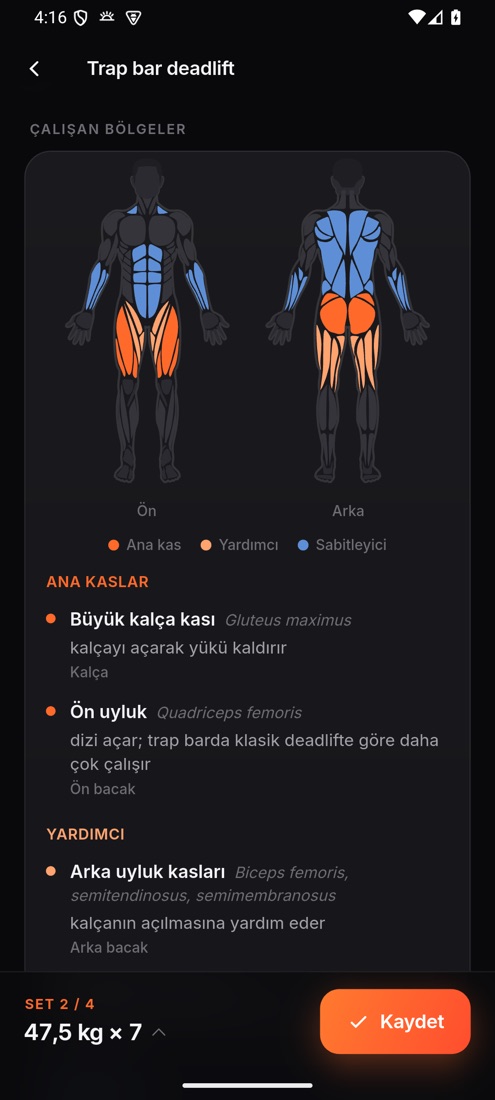 4:16
Trap bar deadlift
ÇALIŞAN BÖLGELER
Ön
Arka
Ana kas
Yardımcı
Sabitleyici
ANA KASLAR
Büyük kalça kası Gluteus maximus
kalçayı açarak yükü kaldırır
Kalça
Ön uyluk Quadriceps femoris
dizi açar; trap barda klasik deadlifte göre daha
çok çalışır
Ön bacak
YARDIMCI
Arka uyluk kasları Biceps femoris,
semitendinosus, semimembranosus
kalçanın açılmasına yardım eder
Arka bacak
SET 2 / 4
47,5 kg × 7
Kaydet